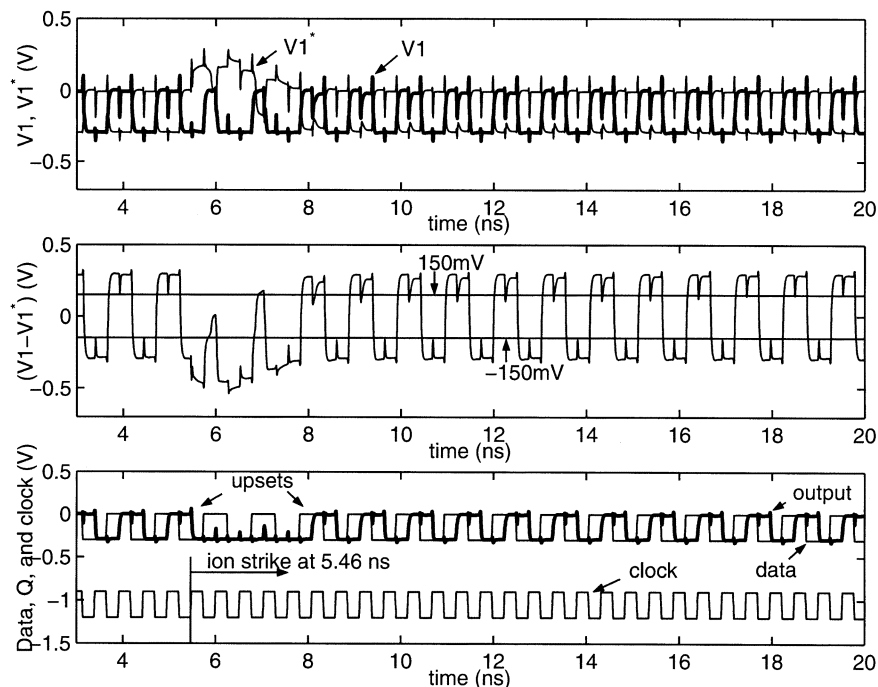 V1, V1* (V)
0.5
0
−0.5
V1*
V1
4 6 8 10 12 14 16 18 20
time (ns)
(V1−V1*) (V)
0.5
0
−0.5
150mV
−150mV
4 6 8 10 12 14 16 18 20
time (ns)
Data, Q, and clock (V)
0.5
0
−0.5
−1
−1.5
upsets
output
ion strike at 5.46 ns
clock
data
4 6 8 10 12 14 16 18 20
time (ns)